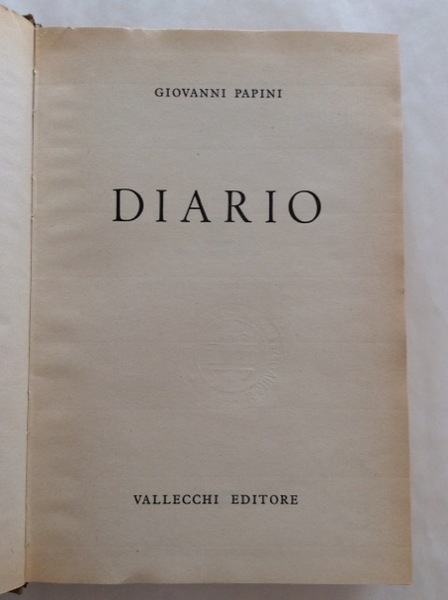 GIOVANNI PAPINI
DIARIO
VALLECCHI EDITORE